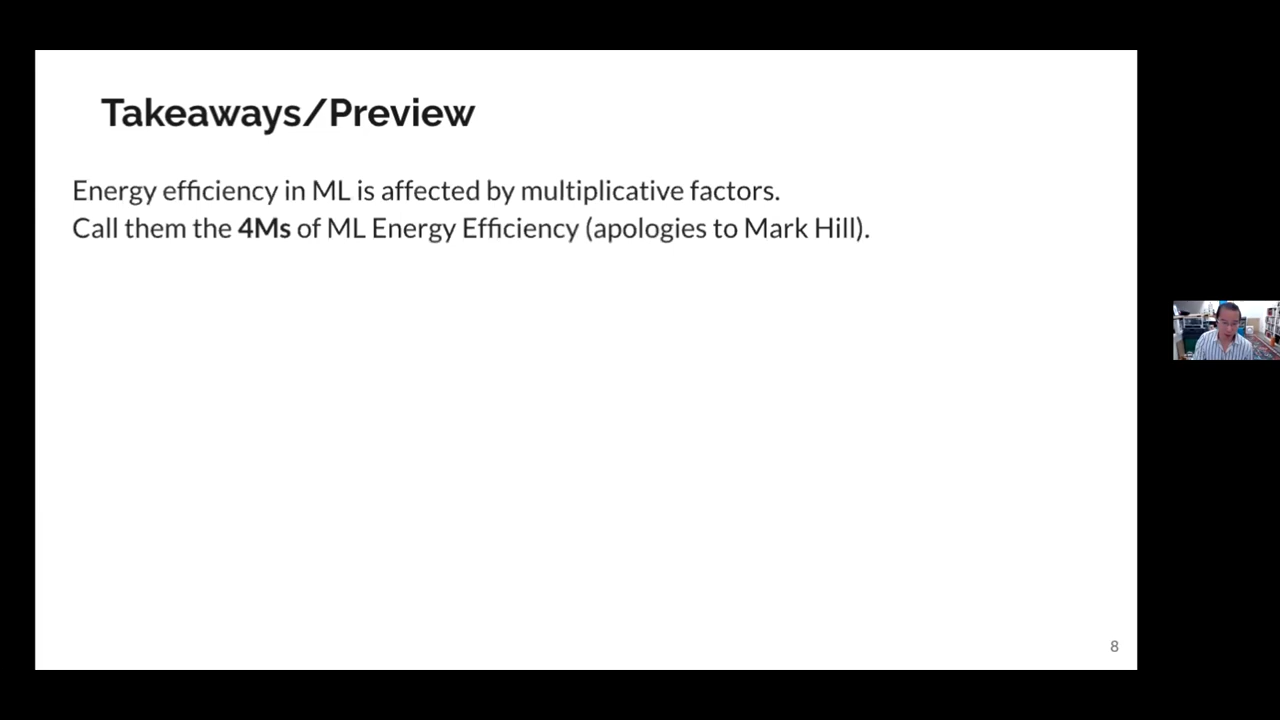 Takeaways/Preview
Energy efficiency in ML is affected by multiplicative factors.
Call them the 4Ms of ML Energy Efficiency (apologies to Mark Hill).
8